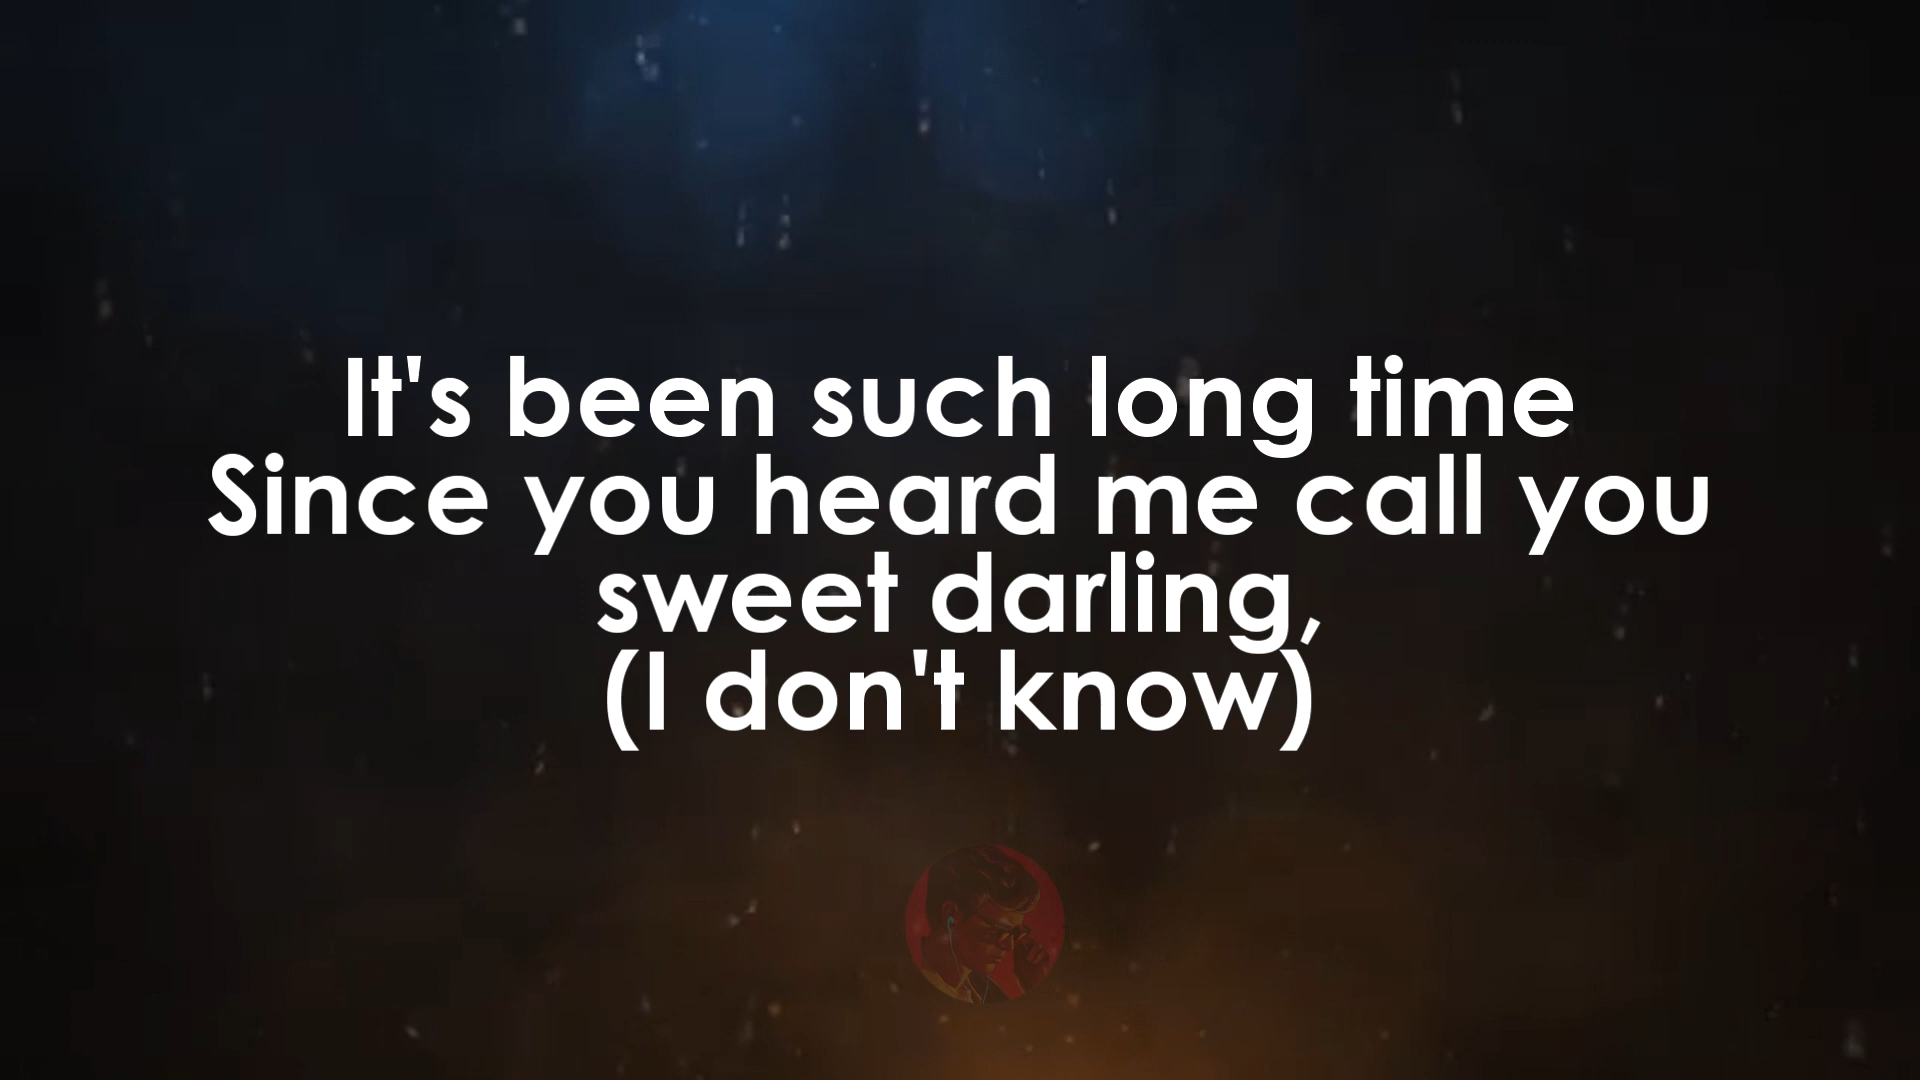 It's been such long time
Since you heard me call you
sweet darling,
(I don't know)